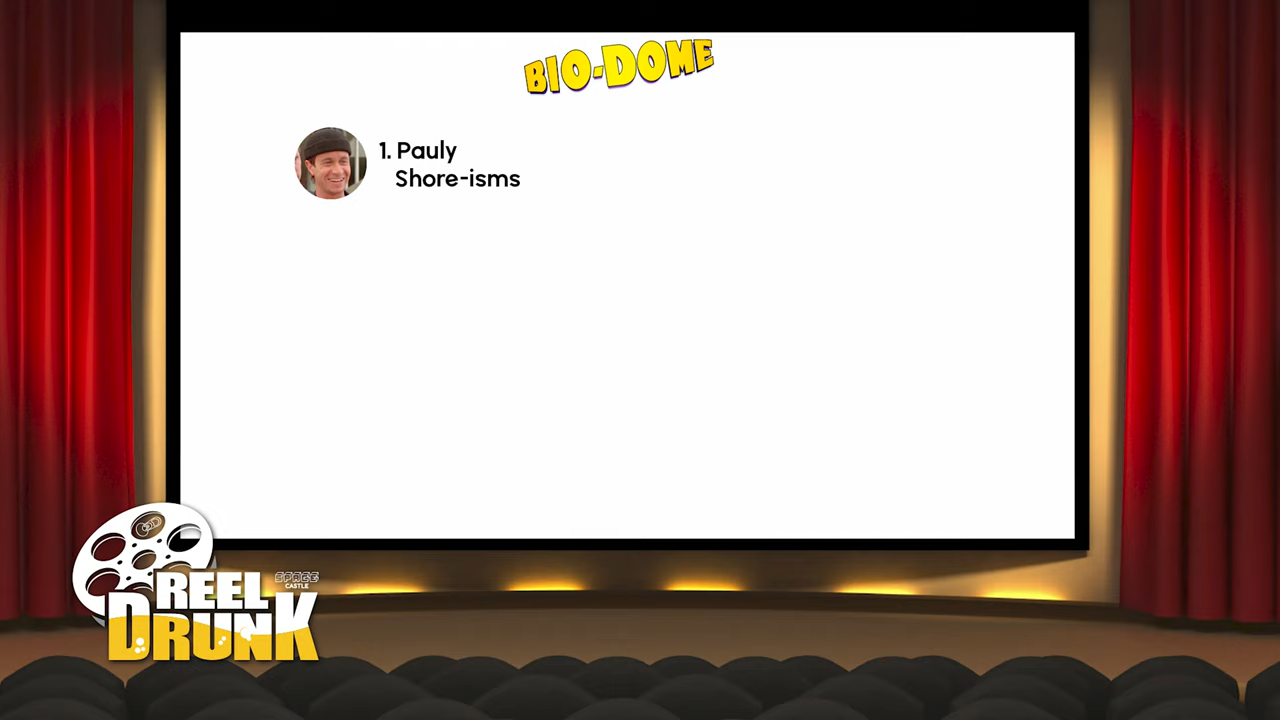 BIO-DOME
1. Pauly
Shore-isms
REEL
SPACE
CASTLE
DRUNK